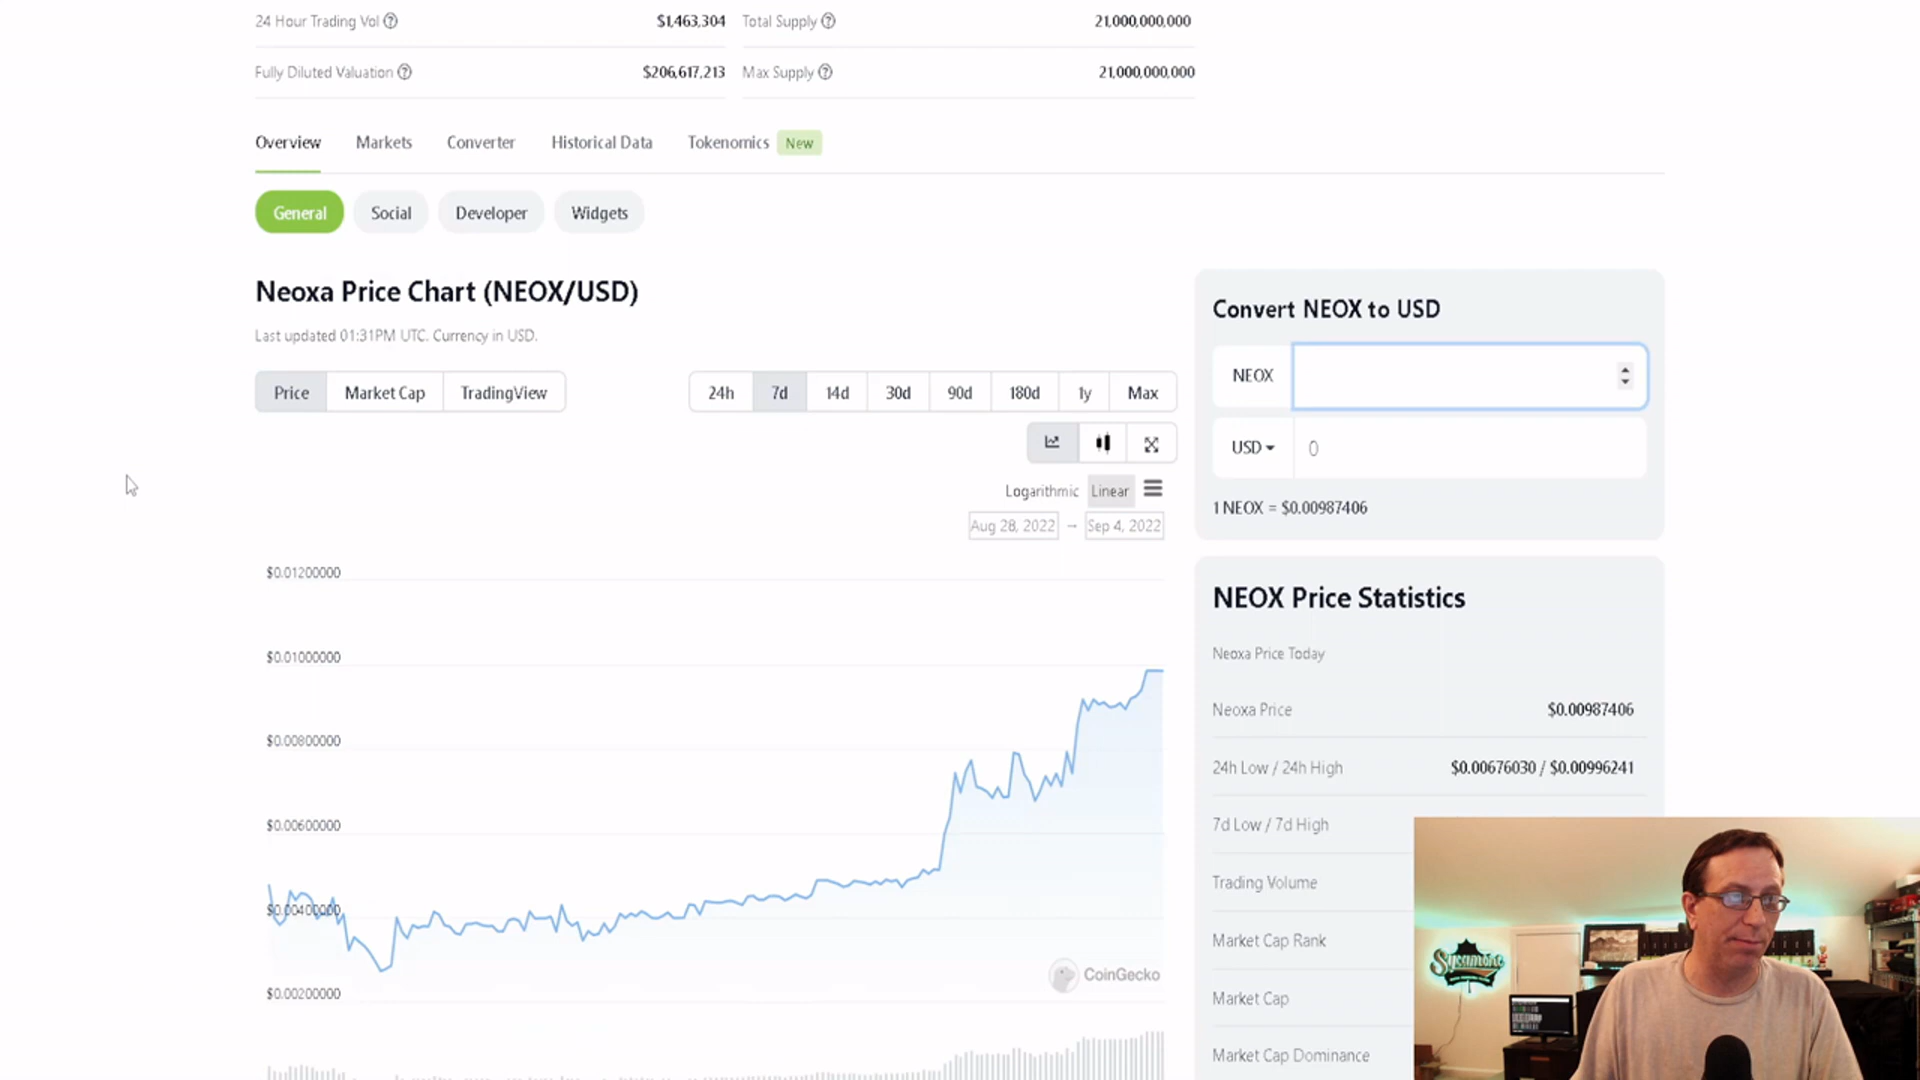 24 Hour Trading Vol $1,463,304 Total Supply 21,000,000,000
Fully Diluted Valuation $206,617,213 Max Supply 21,000,000,000
Overview Markets Converter Historical Data Tokenomics New
General Social Developer Widgets
Neoxa Price Chart (NEOX/USD)
Last updated 01:31PM UTC. Currency in USD.
Price Market Cap TradingView 24h 7d 14d 30d 90d 180d 1y Max
Logarithmic Linear
Aug 28, 2022 → Sep 4, 2022
$0.01200000
$0.01000000
$0.00800000
$0.00600000
$0.00400000
$0.00200000
CoinGecko
Convert NEOX to USD
NEOX
USD 0
1 NEOX = $0.00987406
NEOX Price Statistics
Neoxa Price Today
Neoxa Price $0.00987406
24h Low / 24h High $0.00676030 / $0.00996241
7d Low / 7d High
Trading Volume
Market Cap Rank
Market Cap
Market Cap Dominance
Sycamore